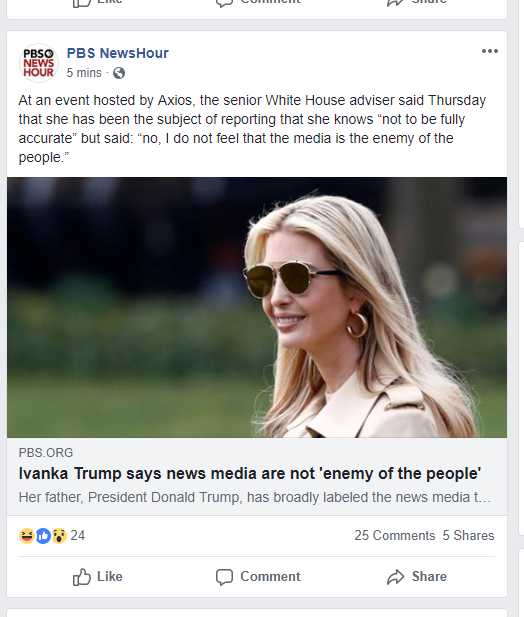 Like Comment Share
PBS
NEWS
HOUR
PBS NewsHour
5 mins ·
At an event hosted by Axios, the senior White House adviser said Thursday
that she has been the subject of reporting that she knows “not to be fully
accurate” but said: “no, I do not feel that the media is the enemy of the
people.”
PBS.ORG
Ivanka Trump says news media are not 'enemy of the people'
Her father, President Donald Trump, has broadly labeled the news media t...
24 25 Comments 5 Shares
Like Comment Share